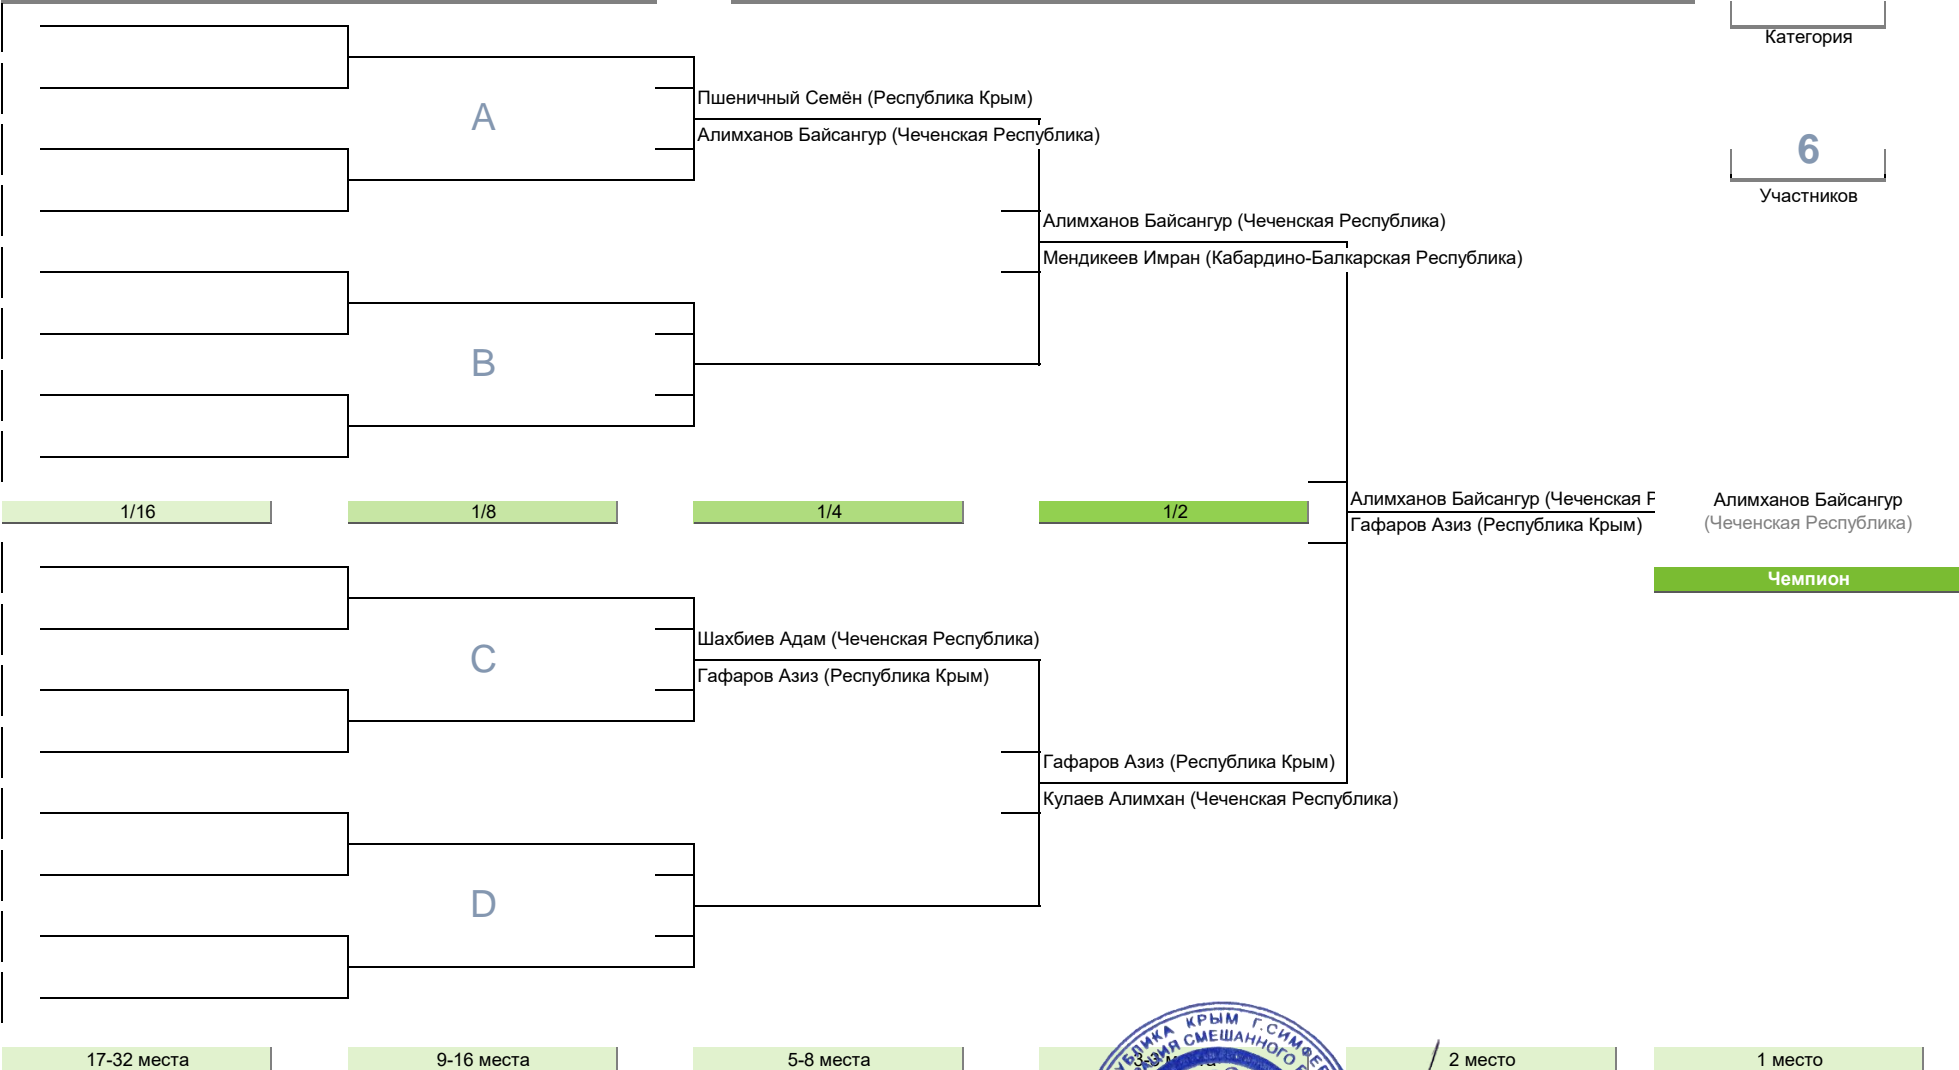 Категория
Пшеничный Семён (Республика Крым)
A
Алимханов Байсангур (Чеченская Республика)
6
Участников
Алимханов Байсангур (Чеченская Республика)
Мендикеев Имран (Кабардино-Балкарская Республика)
B
1/16
1/8
1/4
1/2
Алимханов Байсангур (Чеченская Р
Гафаров Азиз (Республика Крым)
Алимханов Байсангур
(Чеченская Республика)
Чемпион
Шахбиев Адам (Чеченская Республика)
C
Гафаров Азиз (Республика Крым)
Гафаров Азиз (Республика Крым)
Кулаев Алимхан (Чеченская Республика)
D
КРЫМ Г.
СМЕШАННОГО
17-32 места
9-16 места
5-8 места
2 место
1 место